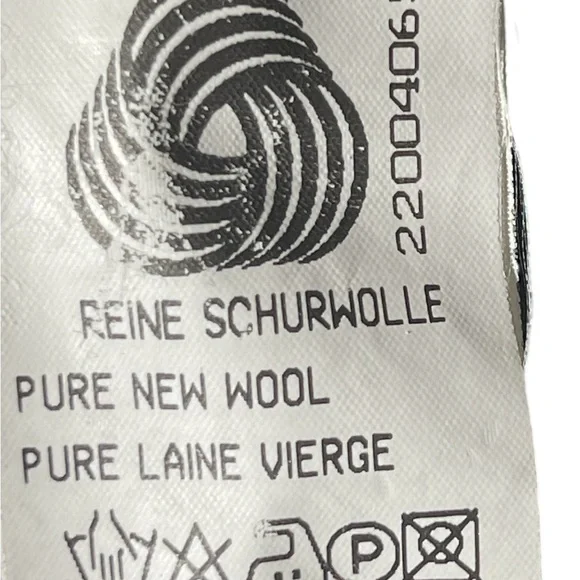 22004065
REINE SCHURWOLLE
PURE NEW WOOL
PURE LAINE VIERGE
P